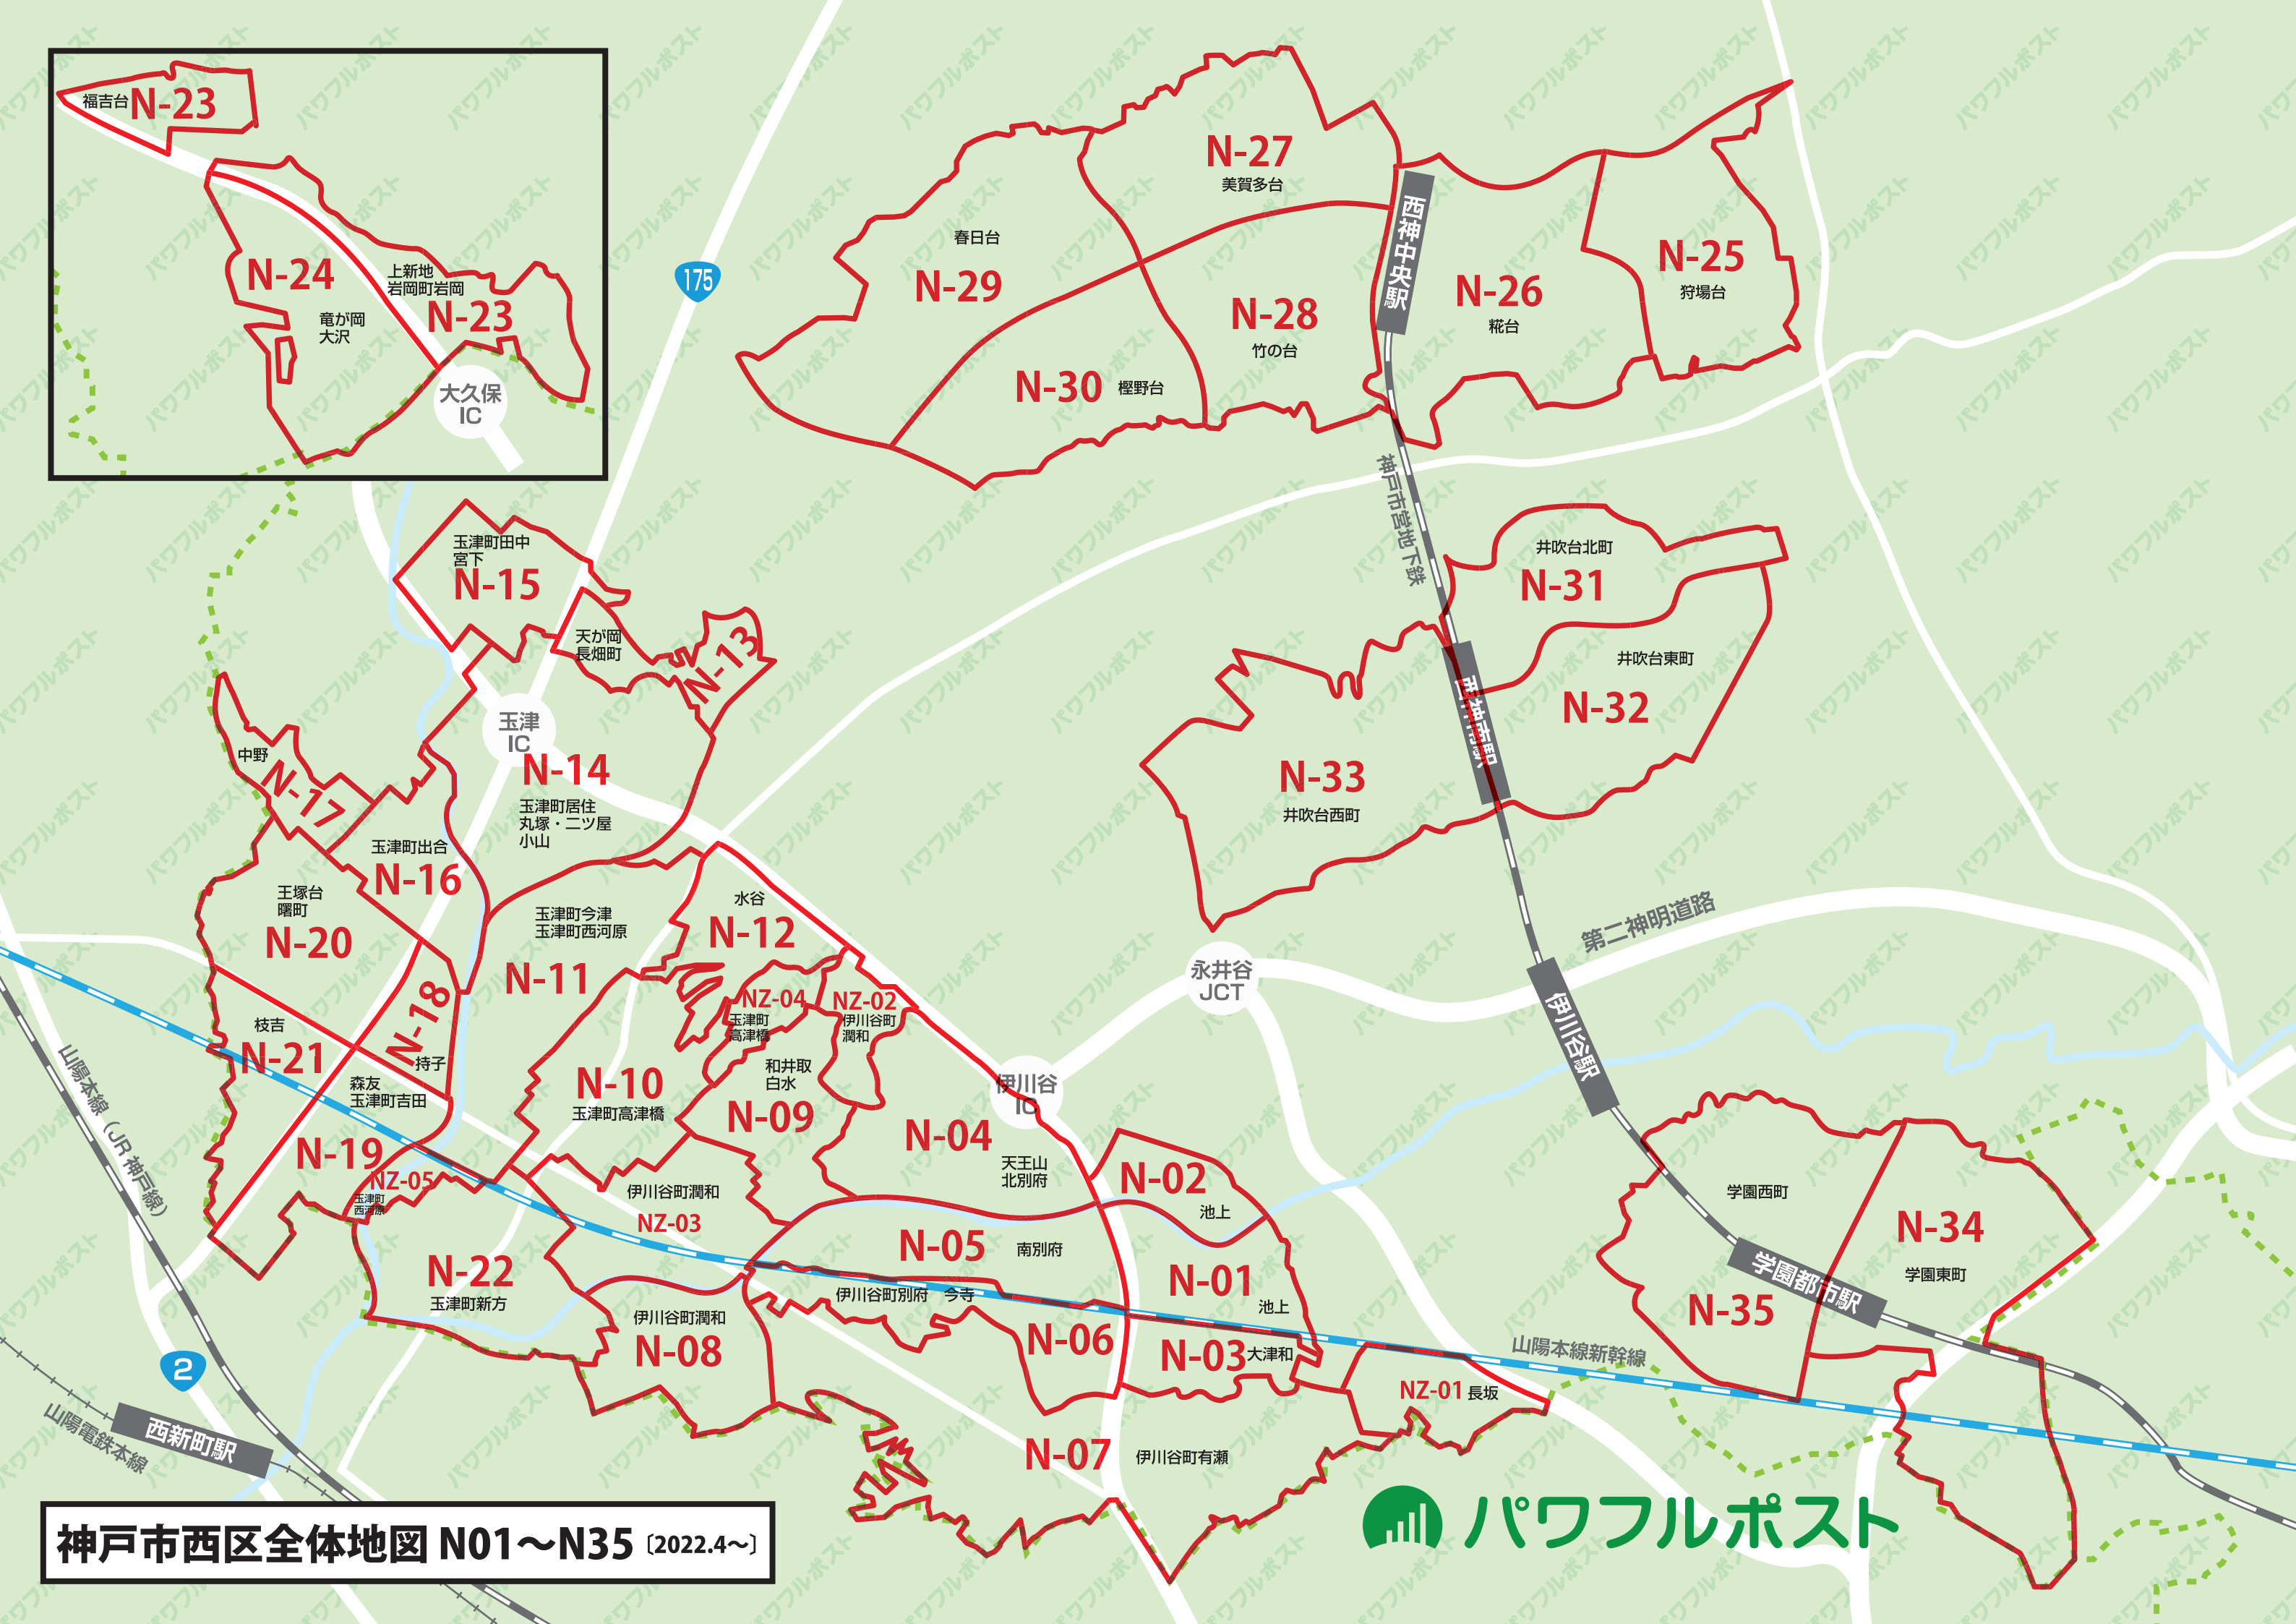 福吉台
N-23
N-24
上新地
岩岡町岩岡
N-23
竜が岡
大沢
大久保
IC
175
N-27
美賀多台
春日台
N-29
N-28
竹の台
N-30
樫野台
西神中央駅
N-26
糀台
N-25
狩場台
神戸市営地下鉄
玉津町田中
宮下
N-15
天が岡
長畑町
N-13
井吹台北町
N-31
井吹台東町
N-32
西神南駅
N-33
井吹台西町
玉津
IC
N-14
玉津町居住
丸塚・二ツ屋
小山
中野
N-17
玉津町出合
N-16
王塚台
曙町
N-20
玉津町今津
玉津町西河原
N-11
水谷
N-12
NZ-04
玉津町
高津橋
NZ-02
伊川谷町
潤和
永井谷
JCT
第二神明道路
伊川谷駅
N-18
持子
枝吉
N-21
森友
玉津町吉田
N-19
NZ-05
玉津町
西河原
N-10
玉津町高津橋
和井取
白水
N-09
伊川谷
IC
N-04
天王山
北別府
N-02
池上
伊川谷町潤和
NZ-03
N-05
南別府
N-01
池上
N-22
玉津町新方
伊川谷町潤和
N-08
伊川谷町別府
今寺
N-06
N-03
大津和
NZ-01
長坂
N-07
伊川谷町有瀬
学園西町
N-35
学園都市駅
N-34
学園東町
山陽本線新幹線
山陽本線（JR 神戸線）
2
西新町駅
山陽電鉄本線
神戸市西区全体地図 N01〜N35〔2022.4〜〕
パワフルポスト